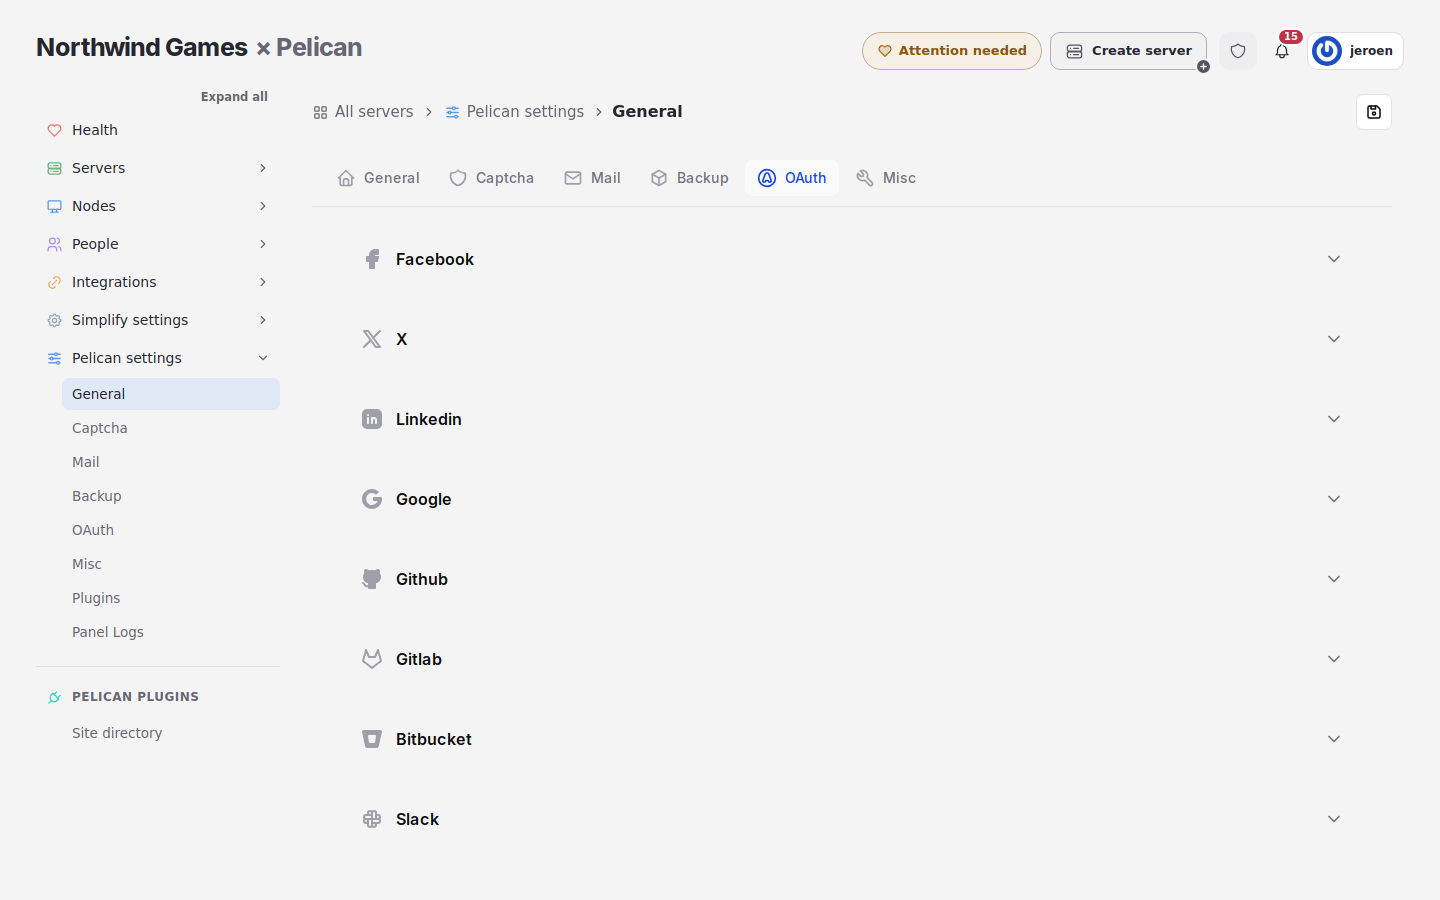 Northwind Games × Pelican
Attention needed
Create server
15
jeroen
Expand all
Health
Servers
Nodes
People
Integrations
Simplify settings
Pelican settings
General
Captcha
Mail
Backup
OAuth
Misc
Plugins
Panel Logs
PELICAN PLUGINS
Site directory
All servers > Pelican settings > General
General Captcha Mail Backup OAuth Misc
Facebook
X
Linkedin
Google
Github
Gitlab
Bitbucket
Slack